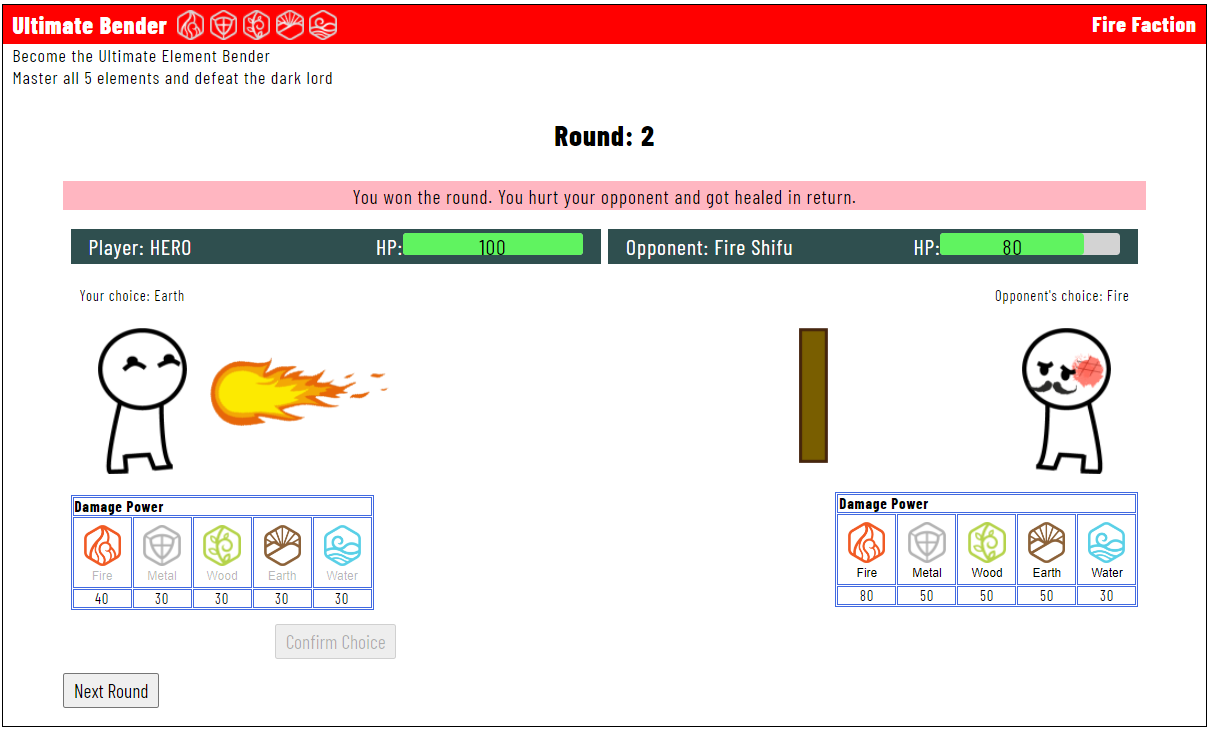 Ultimate Bender Fire Faction
Become the Ultimate Element Bender
Master all 5 elements and defeat the dark lord
Round: 2
You won the round. You hurt your opponent and got healed in return.
Player: HERO HP: 100 Opponent: Fire Shifu HP: 80
Your choice: Earth Opponent's choice: Fire
Damage Power
Fire Metal Wood Earth Water
40 30 30 30 30
Damage Power
Fire Metal Wood Earth Water
80 50 50 50 30
Confirm Choice
Next Round